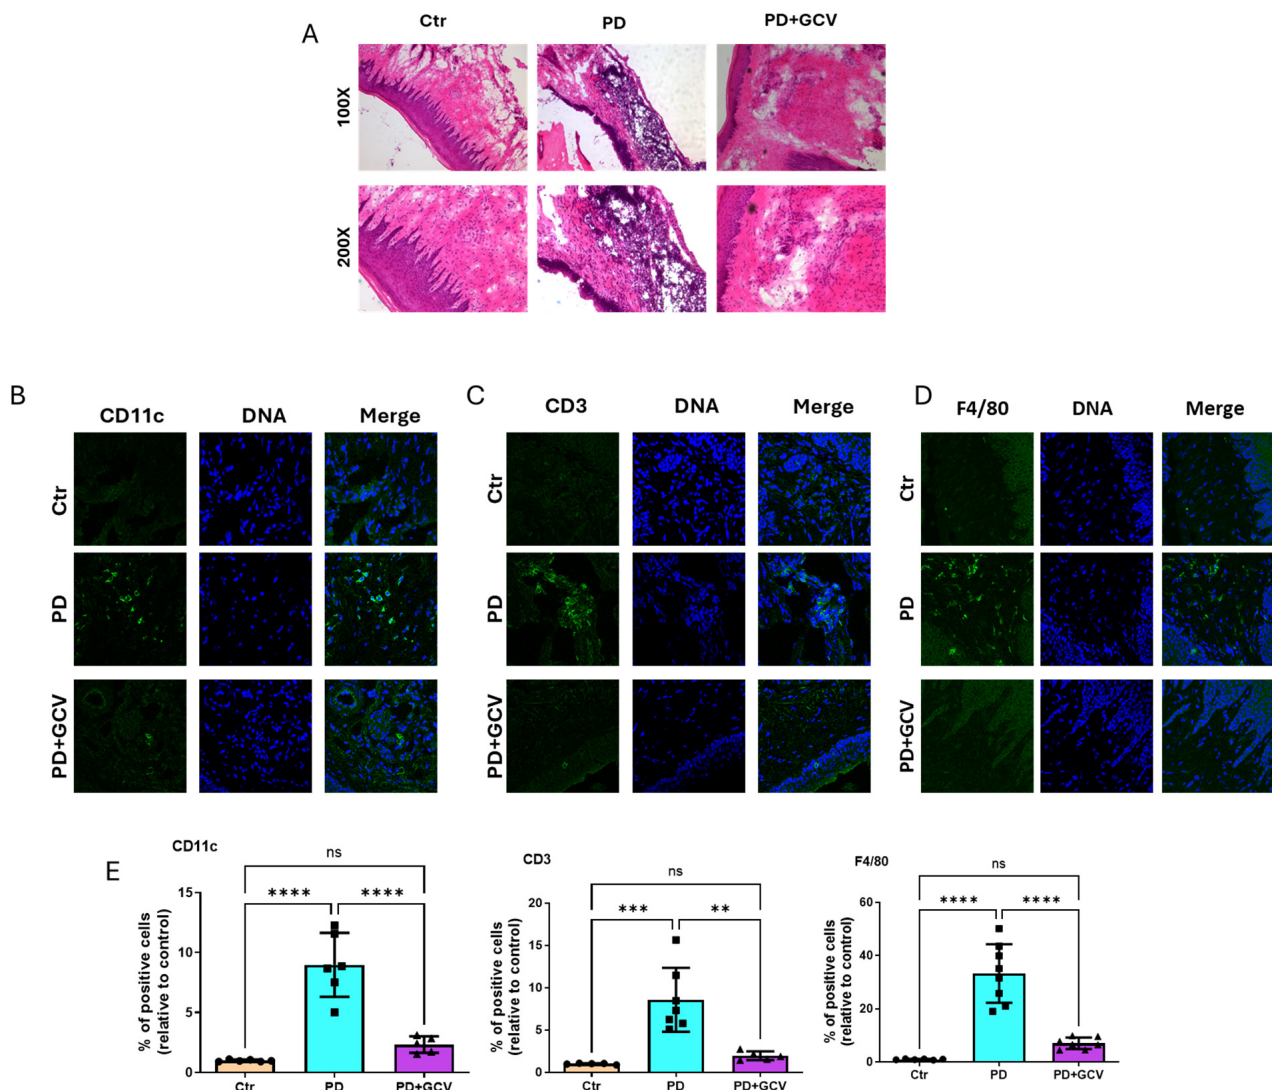 A
Ctr
PD
PD+GCV
100X
200X
B
CD11c
DNA
Merge
Ctr
PD
PD+GCV
C
CD3
DNA
Merge
Ctr
PD
PD+GCV
D
F4/80
DNA
Merge
Ctr
PD
PD+GCV
E
CD11c
ns
****
****
% of positive cells
(relative to control)
15
10
5
0
Ctr
PD
PD+GCV
CD3
ns
***
**
% of positive cells
(relative to control)
20
15
10
5
0
Ctr
PD
PD+GCV
F4/80
ns
****
****
% of positive cells
(relative to control)
60
40
20
0
Ctr
PD
PD+GCV